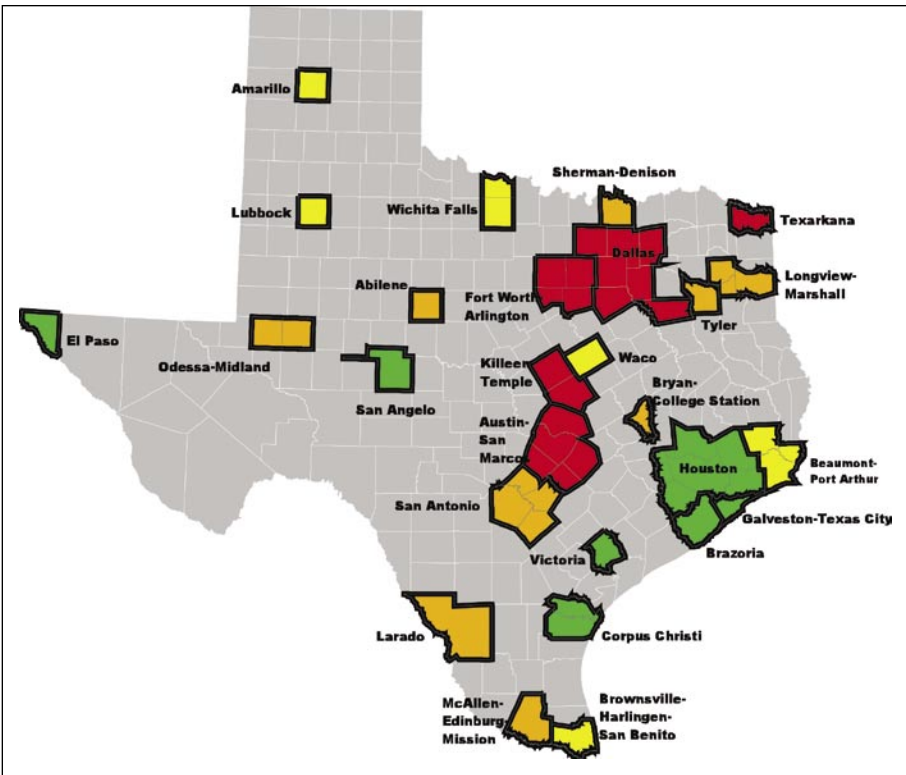 Amarillo
Sherman-Denison
Lubbock
Wichita Falls
Texarkana
Dallas
Abilene
Fort Worth
Arlington
Longview-
Marshall
Tyler
El Paso
Odessa-Midland
San Angelo
Killeen
Temple
Waco
Bryan-
College Station
Austin-
San
Marcos
Houston
Beaumont-
Port Arthur
San Antonio
Galveston-Texas City
Brazoria
Victoria
Larado
Corpus Christi
McAllen-
Edinburg-
Mission
Brownsville-
Harlingen-
San Benito